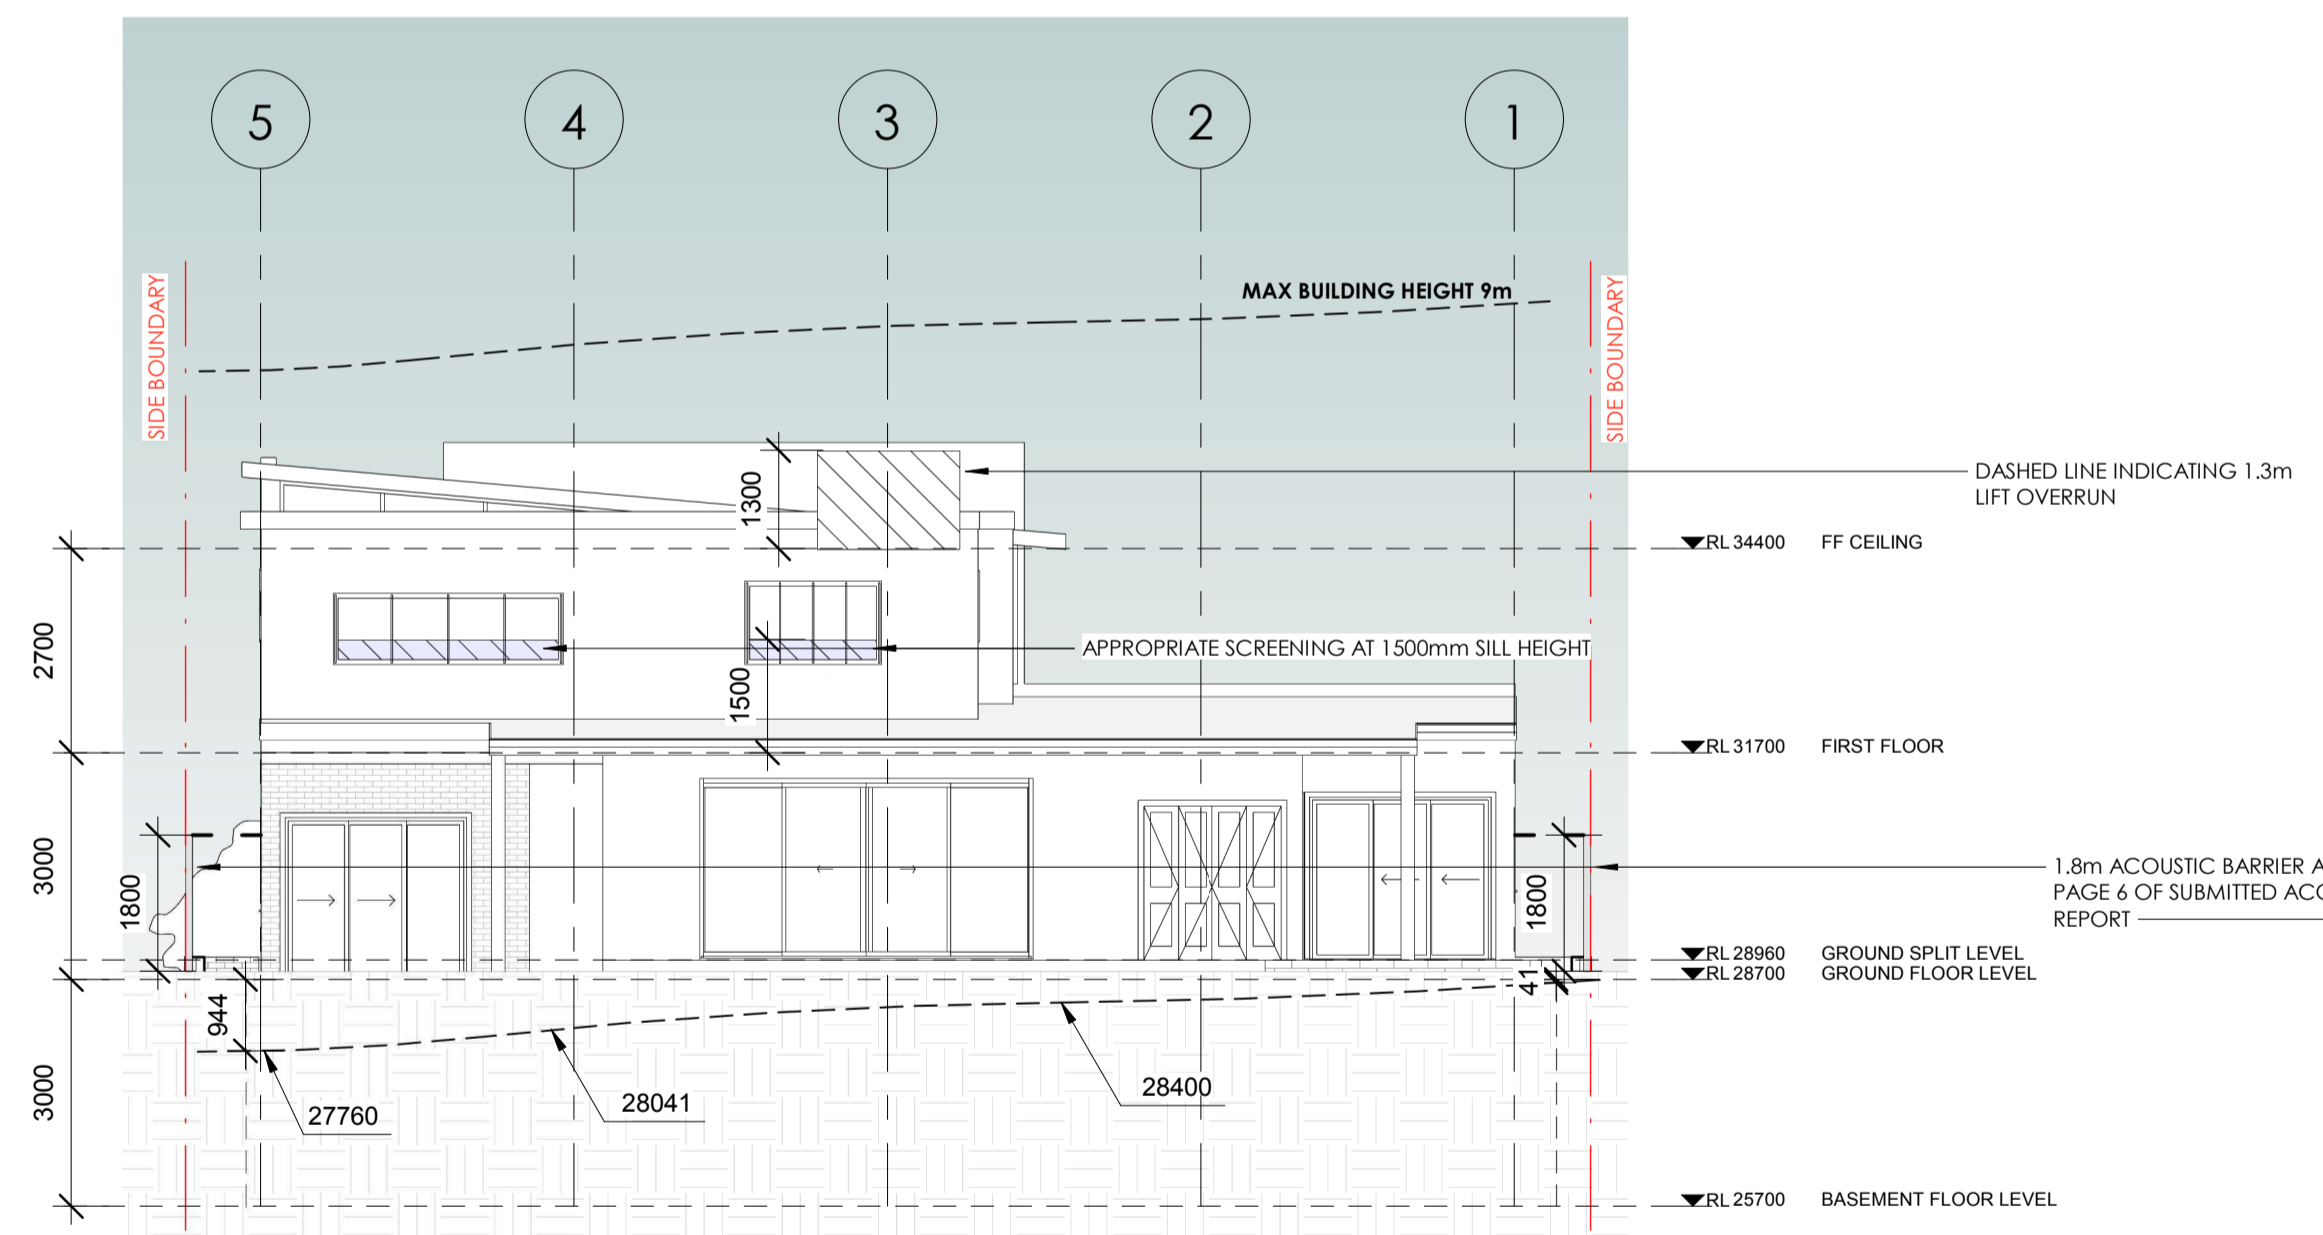 5
4
3
2
1
SIDE BOUNDARY
MAX BUILDING HEIGHT 9m
SIDE BOUNDARY
DASHED LINE INDICATING 1.3m
LIFT OVERRUN
1300
RL 34400 FF CEILING
2700
APPROPRIATE SCREENING AT 1500mm SILL HEIGHT
1500
RL 31700 FIRST FLOOR
3000
1800
1800
1.8m ACOUSTIC BARRIER
PAGE 6 OF SUBMITTED
REPORT
RL 28960 GROUND SPLIT LEVEL
RL 28700 GROUND FLOOR LEVEL
41
944
3000
27760
28041
28400
RL 25700 BASEMENT FLOOR LEVEL